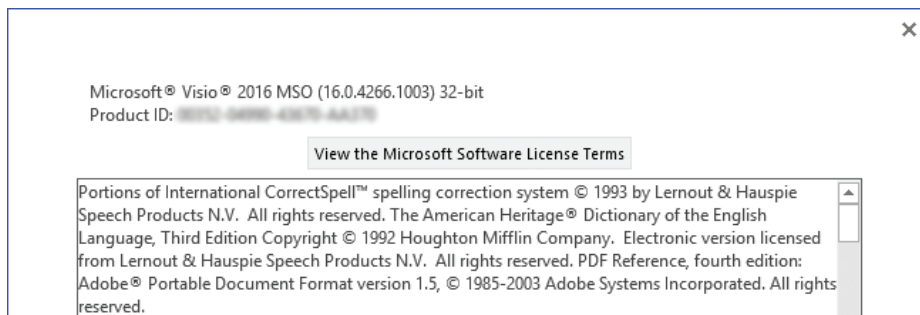 Microsoft® Visio® 2016 MSO (16.0.4266.1003) 32-bit
Product ID:
View the Microsoft Software License Terms
Portions of International CorrectSpell™ spelling correction system © 1993 by Lernout & Hauspie
Speech Products N.V.  All rights reserved. The American Heritage® Dictionary of the English
Language, Third Edition Copyright © 1992 Houghton Mifflin Company.  Electronic version licensed
from Lernout & Hauspie Speech Products N.V.  All rights reserved. PDF Reference, fourth edition:
Adobe® Portable Document Format version 1.5, © 1985-2003 Adobe Systems Incorporated. All rights
reserved.